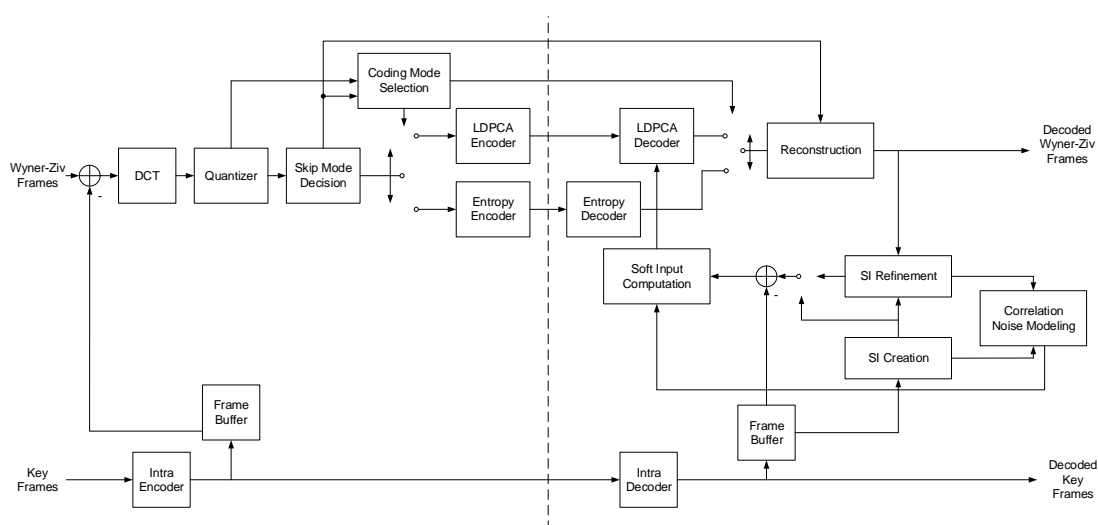 Coding Mode
Selection
LDPCA
Encoder
LDPCA
Decoder
Decoded
Wyner-Ziv
Frames
Wyner-Ziv
Frames
-
DCT
Quantizer
Skip Mode
Decision
Reconstruction
Entropy
Encoder
Entropy
Decoder
Soft Input
Computation
-
SI Refinement
Correlation
Noise Modeling
SI Creation
Frame
Buffer
Frame
Buffer
Key
Frames
Intra
Encoder
Intra
Decoder
Decoded
Key
Frames